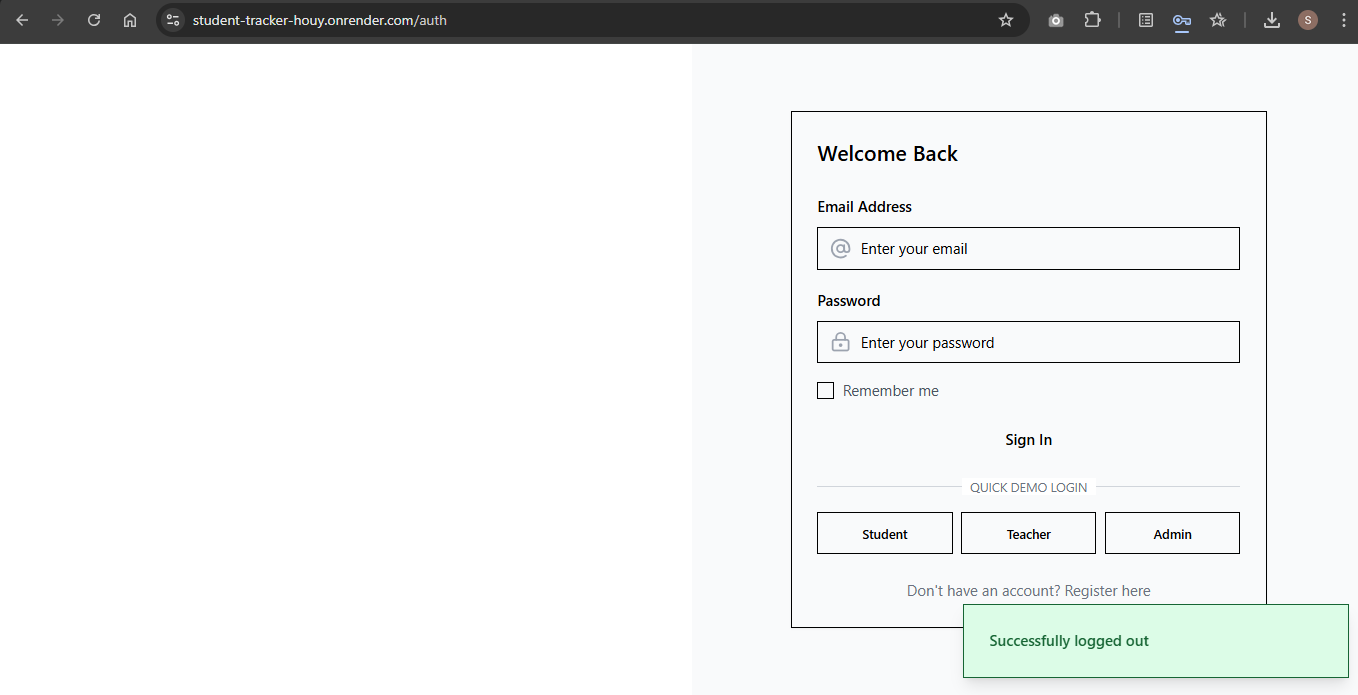 student-tracker-houy.onrender.com/auth
S
Welcome Back
Email Address
Enter your email
Password
Enter your password
Remember me
Sign In
QUICK DEMO LOGIN
Student
Teacher
Admin
Don't have an account? Register here
Successfully logged out